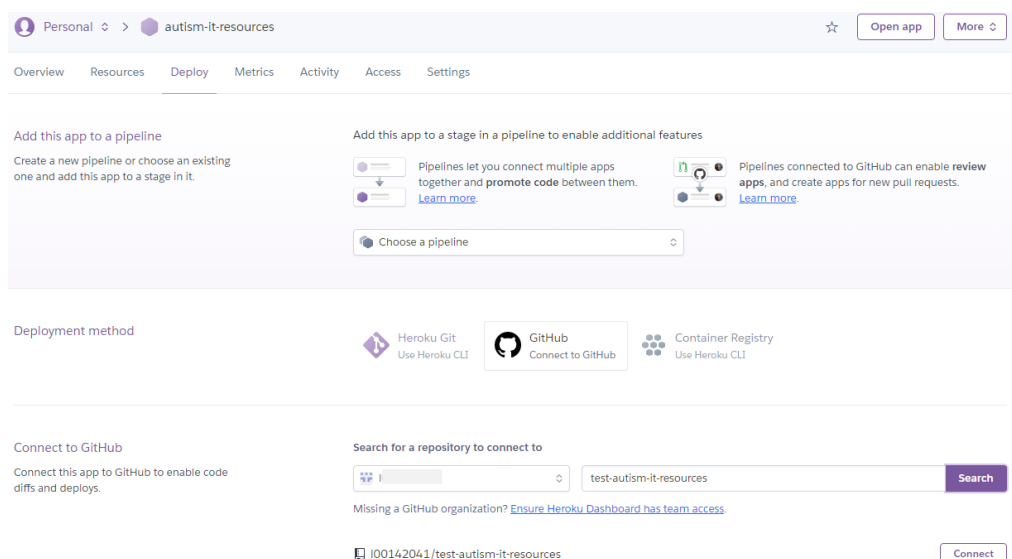 Personal > autism-it-resources Open app More
Overview Resources Deploy Metrics Activity Access Settings
Add this app to a pipeline
Create a new pipeline or choose an existing
one and add this app to a stage in it.
Add this app to a stage in a pipeline to enable additional features
Pipelines let you connect multiple apps
together and promote code between them.
Learn more.
Pipelines connected to GitHub can enable review
apps, and create apps for new pull requests.
Learn more.
Choose a pipeline
Deployment method
Heroku Git
Use Heroku CLI
GitHub
Connect to GitHub
Container Registry
Use Heroku CLI
Connect to GitHub
Connect this app to GitHub to enable code
diffs and deploys.
Search for a repository to connect to
test-autism-it-resources Search
Missing a GitHub organization? Ensure Heroku Dashboard has team access.
l00142041/test-autism-it-resources Connect